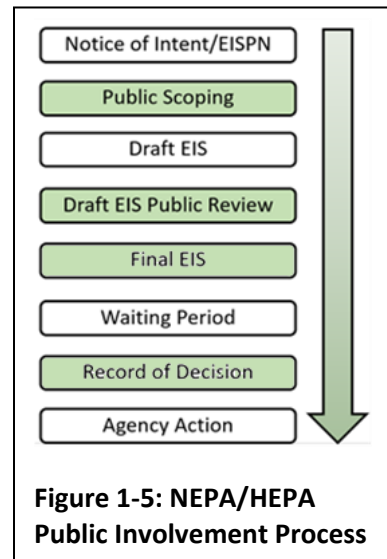 Notice of Intent/EISPN
Public Scoping
Draft EIS
Draft EIS Public Review
Final EIS
Waiting Period
Record of Decision
Agency Action
Figure 1-5: NEPA/HEPA
Public Involvement Process